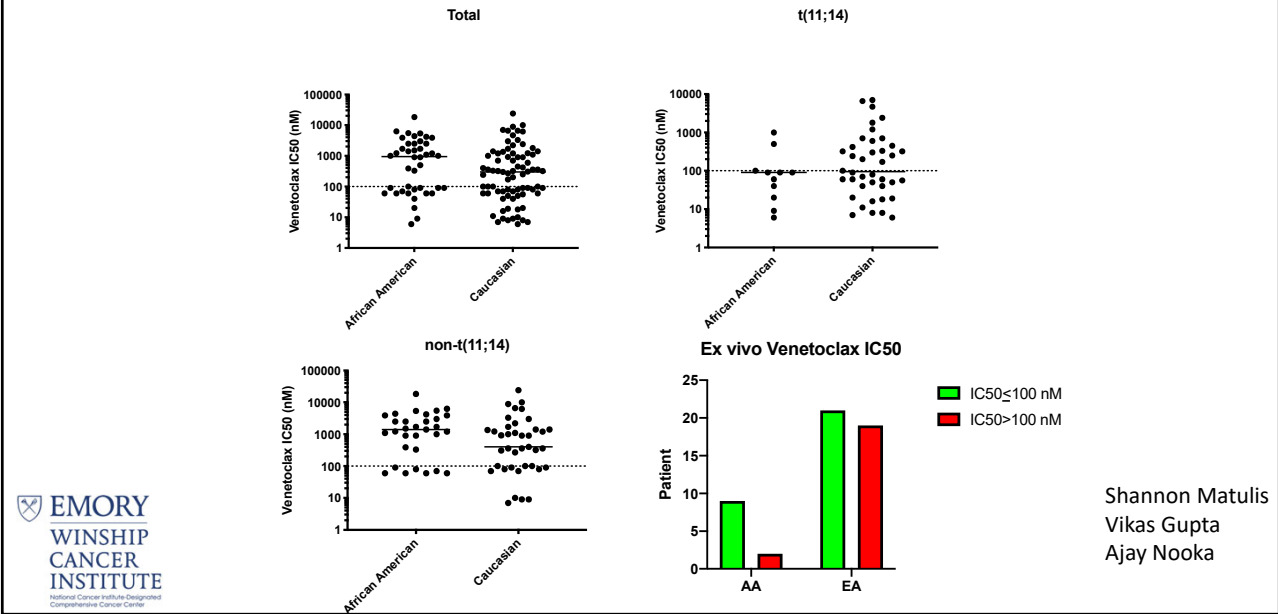 Total
Venetoclax IC50 (nM)
100000
10000
1000
100
10
1
African American
Caucasian
t(11;14)
Venetoclax IC50 (nM)
10000
1000
100
10
1
African American
Caucasian
non-t(11;14)
Venetoclax IC50 (nM)
100000
10000
1000
100
10
1
African American
Caucasian
Ex vivo Venetoclax IC50
Patient
25
20
15
10
5
0
AA
EA
IC50≤100 nM
IC50>100 nM
EMORY
WINSHIP
CANCER
INSTITUTE
National Cancer Institute-Designated
Comprehensive Cancer Center
Shannon Matulis
Vikas Gupta
Ajay Nooka